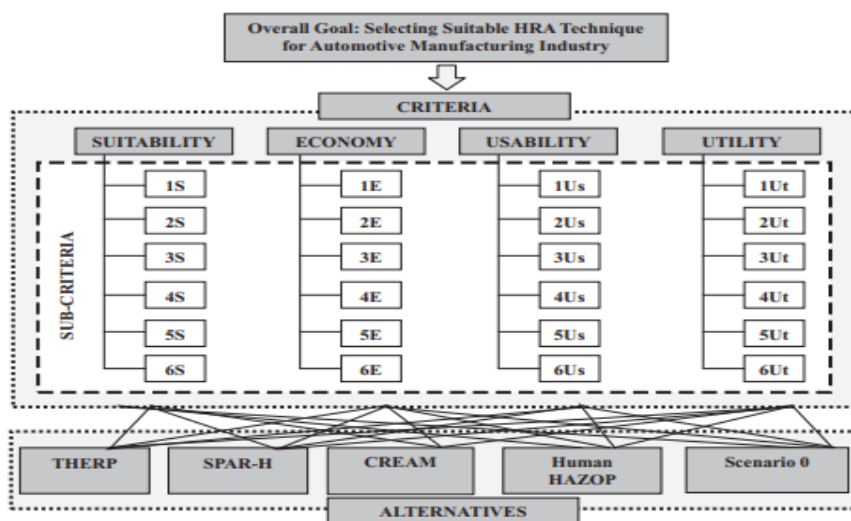 Overall Goal: Selecting Suitable HRA Technique
for Automotive Manufacturing Industry
CRITERIA
SUITABILITY
ECONOMY
USABILITY
UTILITY
SUB-CRITERIA
1S
2S
3S
4S
5S
6S
1E
2E
3E
4E
5E
6E
1Us
2Us
3Us
4Us
5Us
6Us
1Ut
2Ut
3Ut
4Ut
5Ut
6Ut
THERP
SPAR-H
CREAM
Human
HAZOP
Scenario 0
ALTERNATIVES